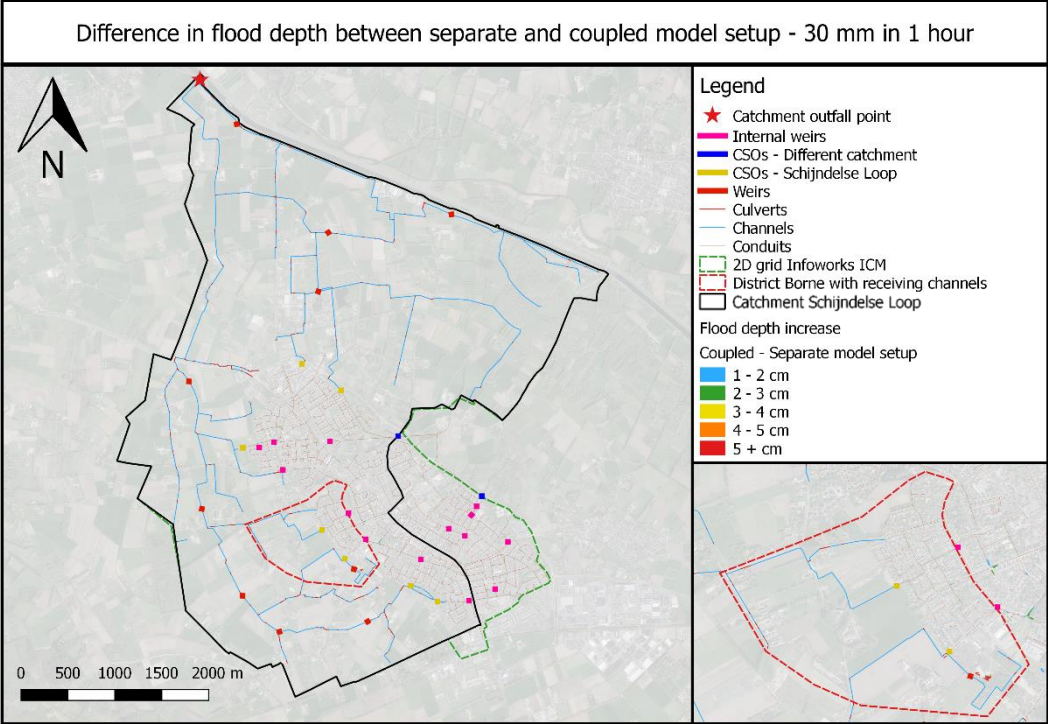 Difference in flood depth between separate and coupled model setup - 30 mm in 1 hour
N
0 500 1000 1500 2000 m
Legend
Catchment outfall point
Internal weirs
CSOs - Different catchment
CSOs - Schijndelse Loop
Weirs
Culverts
Channels
Conduits
2D grid Infoworks ICM
District Borne with receiving channels
Catchment Schijndelse Loop
Flood depth increase
Coupled - Separate model setup
1 - 2 cm
2 - 3 cm
3 - 4 cm
4 - 5 cm
5 + cm